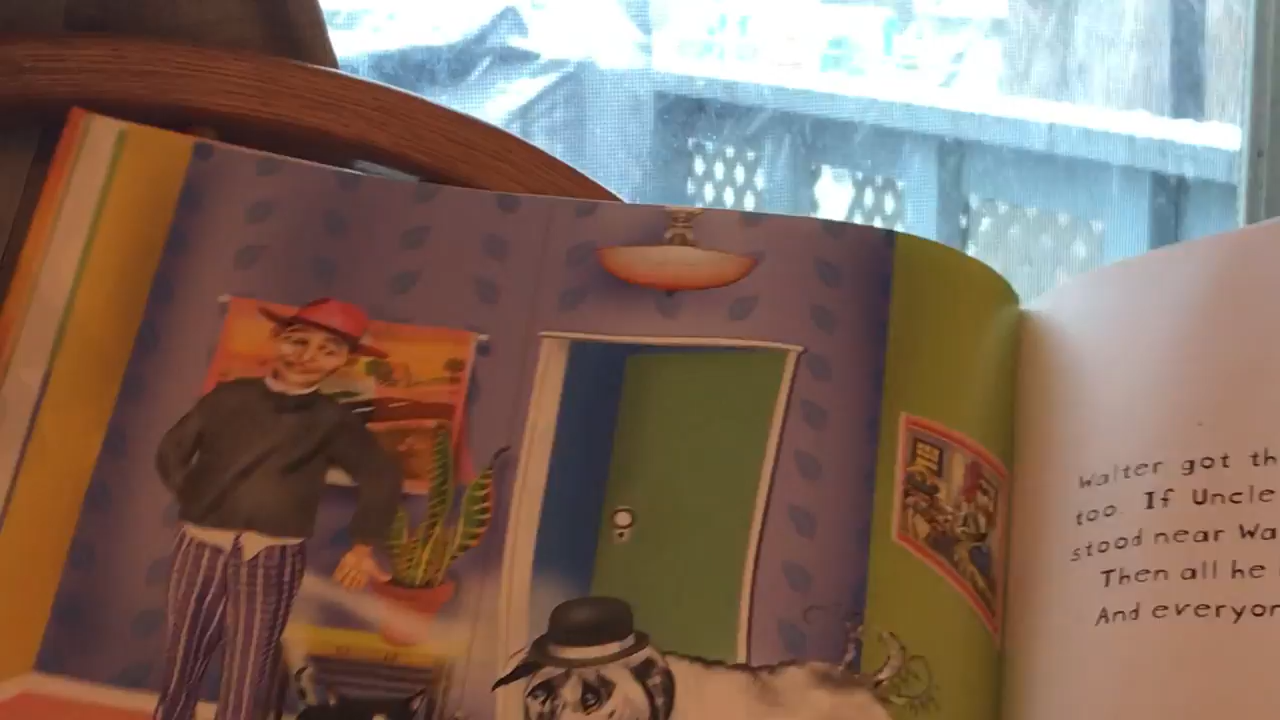 Walter got th
too. If Uncle
stood near Wa
Then all he
And everyon